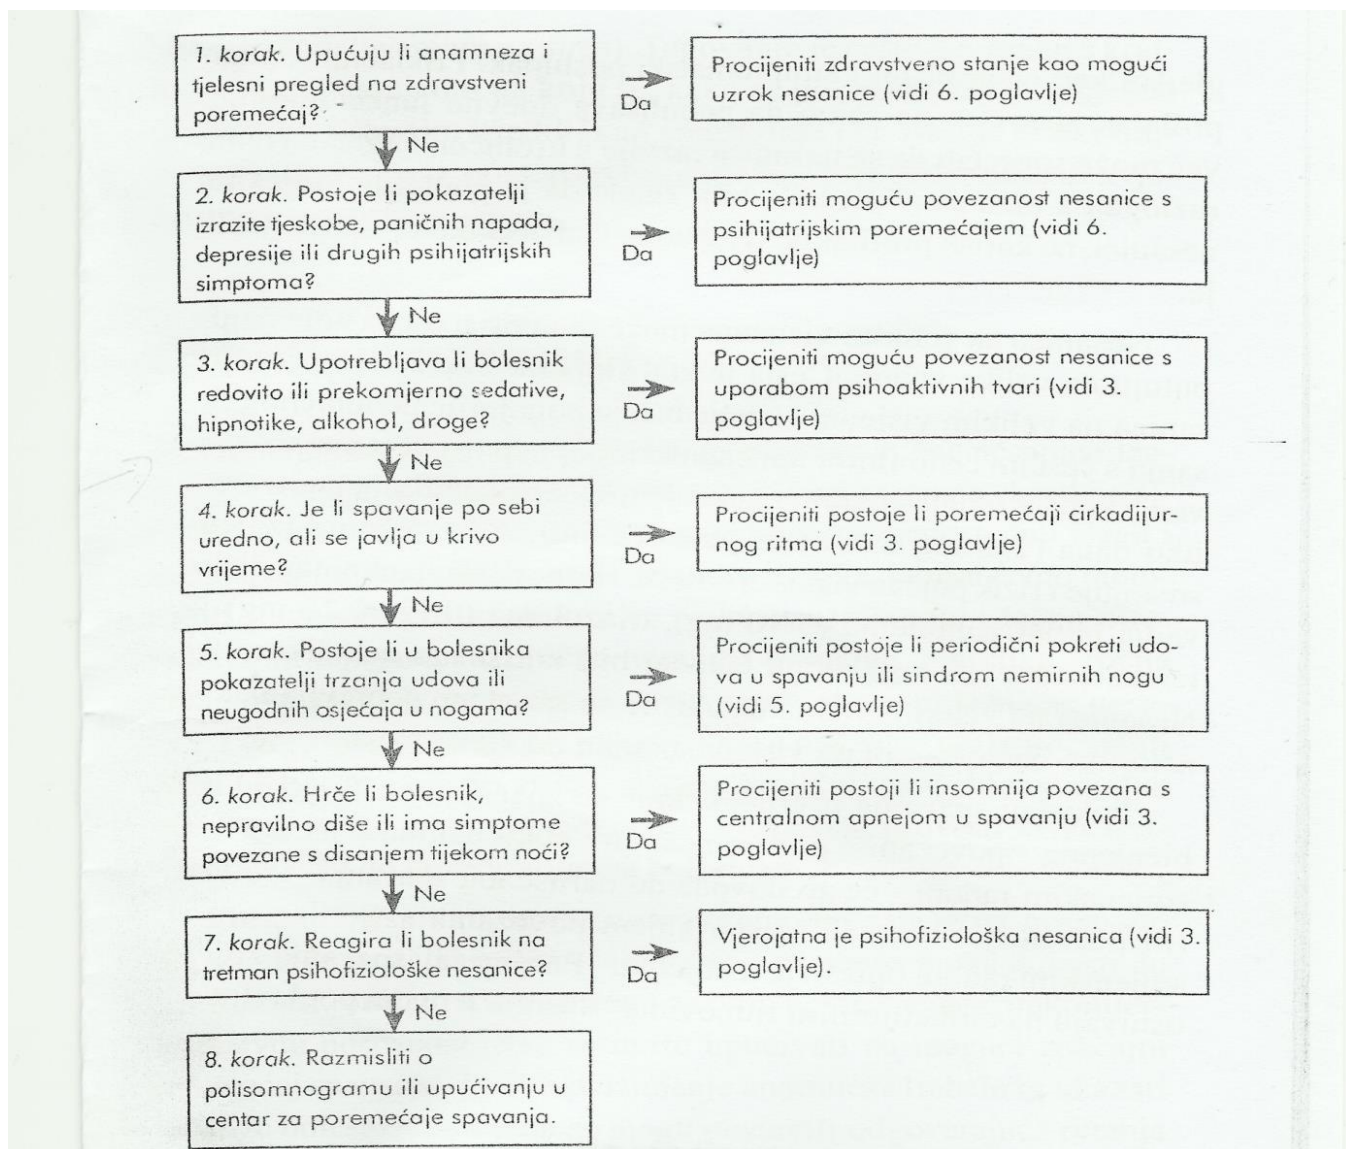 1. korak. Upućuju li anamneza i
tjelesni pregled na zdravstveni
poremećaj?
Da
Procijeniti zdravstveno stanje kao mogući
uzrok nesanice (vidi 6. poglavlje)
Ne
2. korak. Postoje li pokazatelji
izrazite tjeskobe, paničnih napada,
depresije ili drugih psihijatrijskih
simptoma?
Da
Procijeniti moguću povezanost nesanice s
psihijatrijskim poremećajem (vidi 6.
poglavlje)
Ne
3. korak. Upotrebljava li bolesnik
redovito ili prekomjerno sedative,
hipnotike, alkohol, droge?
Da
Procijeniti moguću povezanost nesanice s
uporabom psihoaktivnih tvari (vidi 3.
poglavlje)
Ne
4. korak. Je li spavanje po sebi
uredno, ali se javlja u krivo
vrijeme?
Da
Procijeniti postoje li poremećaji cirkadijur-
nog ritma (vidi 3. poglavlje)
Ne
5. korak. Postoje li u bolesnika
pokazatelji trzanja udova ili
neugodnih osjećaja u nogama?
Da
Procijeniti postoje li periodični pokreti udo-
va u spavanju ili sindrom nemirnih nogu
(vidi 5. poglavlje)
Ne
6. korak. Hrče li bolesnik,
nepravilno diše ili ima simptome
povezane s disanjem tijekom noći?
Da
Procijeniti postoji li insomnija povezana s
centralnom apnejom u spavanju (vidi 3.
poglavlje)
Ne
7. korak. Reagira li bolesnik na
tretman psihofiziološke nesanice?
Da
Vjerojatna je psihofiziološka nesanica (vidi 3.
poglavlje).
Ne
8. korak. Razmisliti o
polisomnogramu ili upućivanju u
centar za poremećaje spavanja.